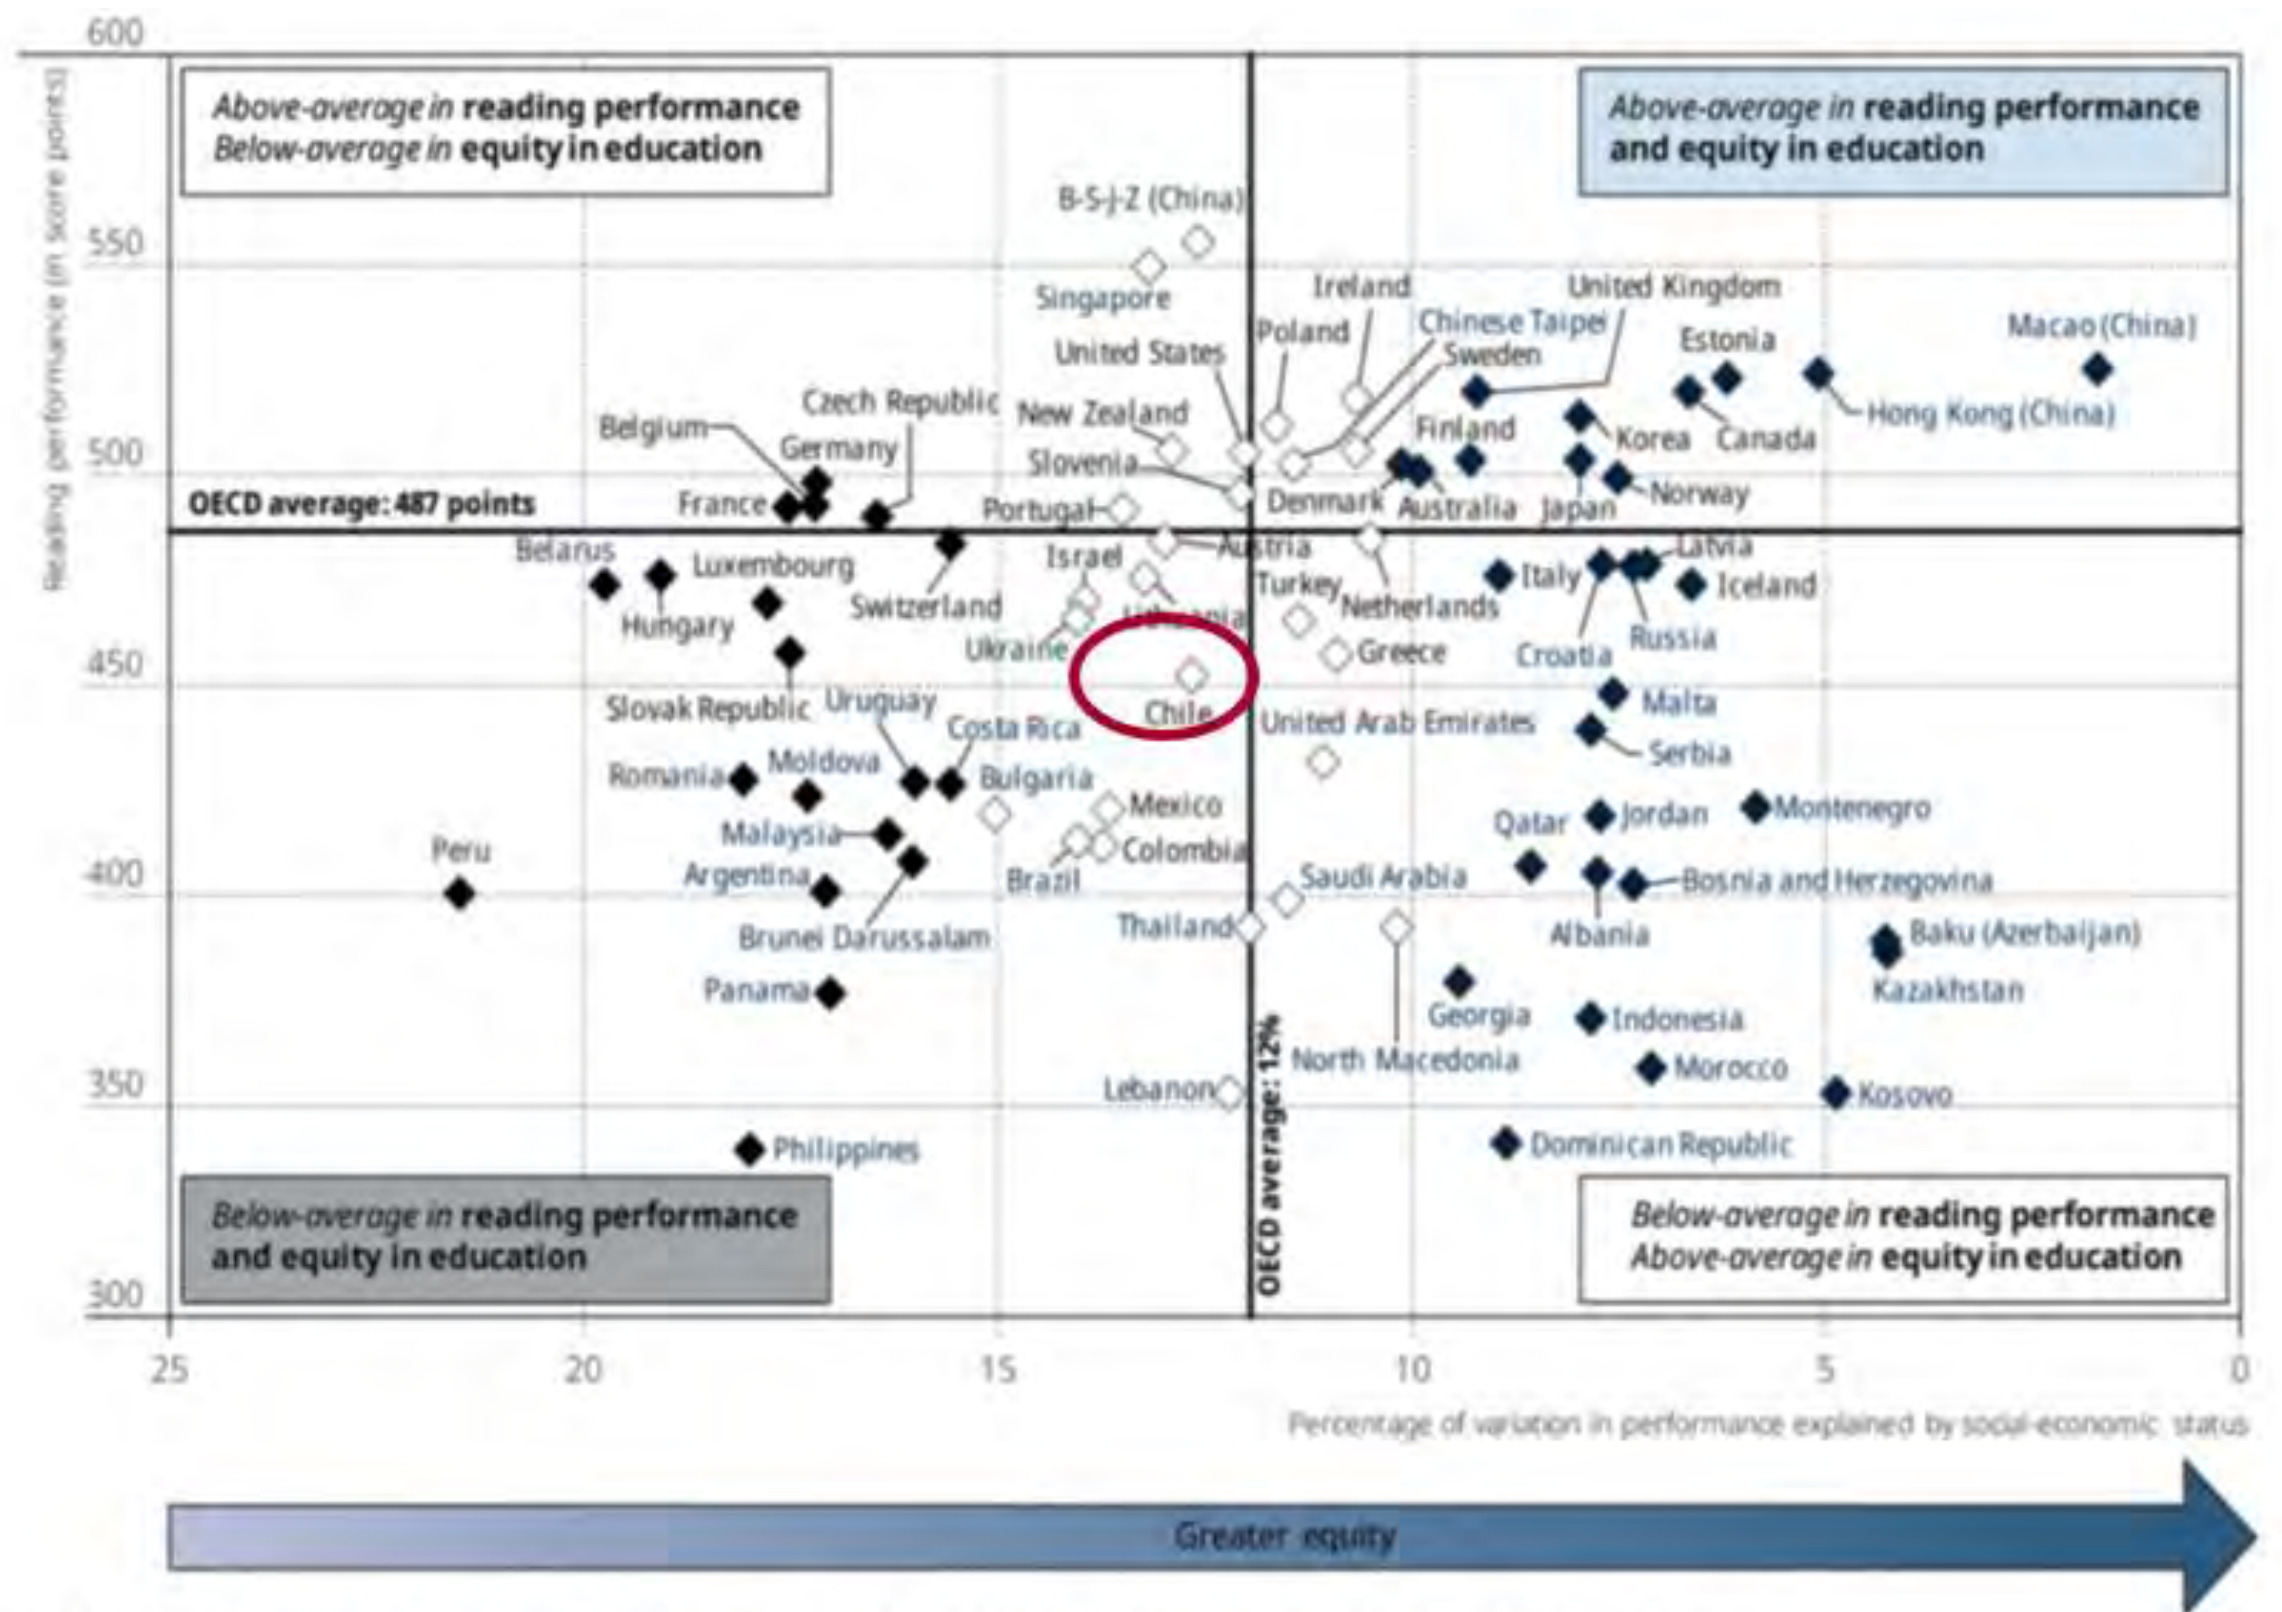 600
Reading performance (in score points)
Above-average in reading performance
Below-average in equity in education
Above-average in reading performance
and equity in education
B-S-J-Z (China)
550
Singapore
Ireland
United Kingdom
Poland
Chinese Taipei
Macao (China)
United States
Sweden
Estonia
Czech Republic
New Zealand
Belgium
Hong Kong (China)
Finland
Korea
Canada
Germany
500
Slovenia
OECD average: 487 points
France
Portugal
Denmark
Australia
Japan
Norway
Belarus
Israel
Austria
Latvia
Luxembourg
Turkey
Italy
Iceland
Switzerland
Netherlands
Lithuania
Hungary
Ukraine
Russia
Greece
Croatia
450
Slovak Republic
Uruguay
Chile
Malta
Costa Rica
United Arab Emirates
Serbia
Romania
Moldova
Bulgaria
Mexico
Montenegro
Qatar
Jordan
Malaysia
Peru
Colombia
400
Argentina
Brazil
Saudi Arabia
Bosnia and Herzegovina
Brunei Darussalam
Thailand
Albania
Baku (Azerbaijan)
Panama
Kazakhstan
Georgia
Indonesia
North Macedonia
Morocco
350
Lebanon
Kosovo
OECD average: 12%
Philippines
Dominican Republic
Below-average in reading performance
and equity in education
Below-average in reading performance
Above-average in equity in education
300
25 20 15 10 5 0
Percentage of variation in performance explained by social-economic status
Greater equity